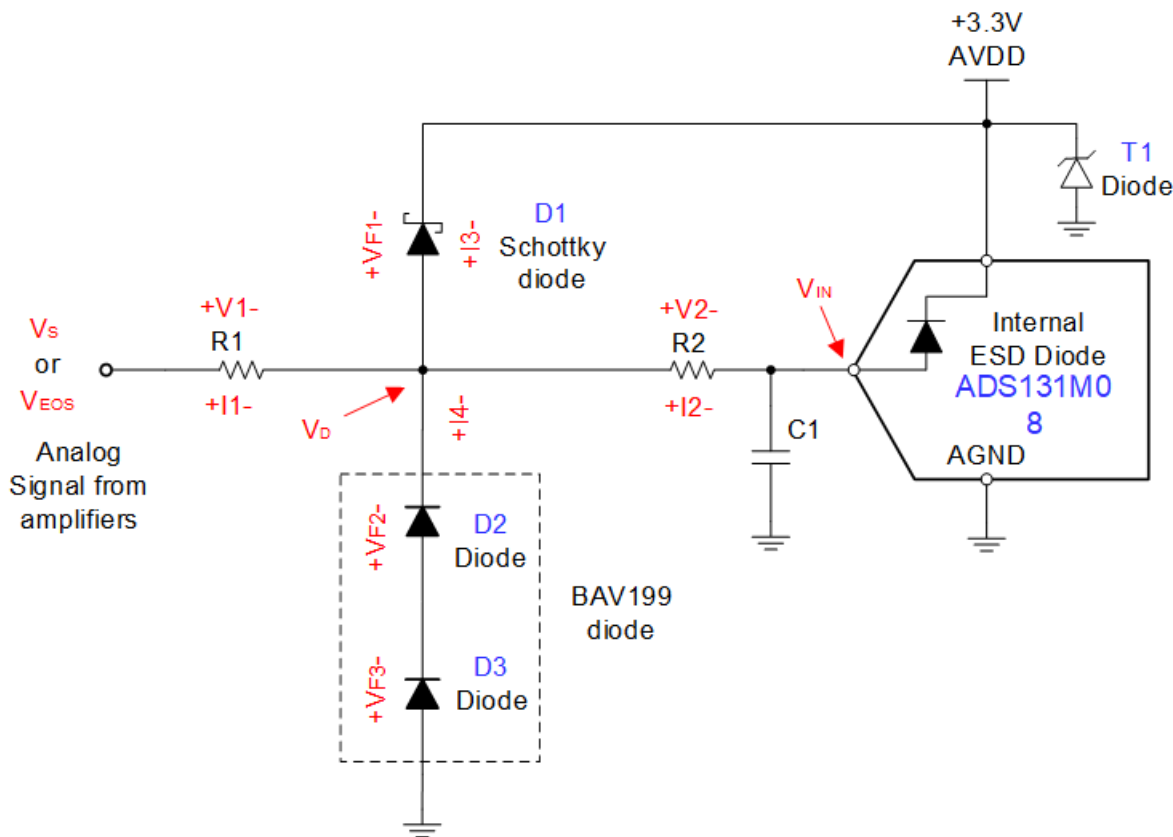 +3.3V
AVDD
T1
Diode
D1
Schottky
diode
+VF1-
+I3-
VIN
+V1-
R1
+I1-
+V2-
R2
+I2-
VS
or
VEOS
Analog
Signal from
amplifiers
VD
+I4-
C1
Internal
ESD Diode
ADS131M0
8
AGND
+VF2-
D2
Diode
BAV199
diode
+VF3-
D3
Diode